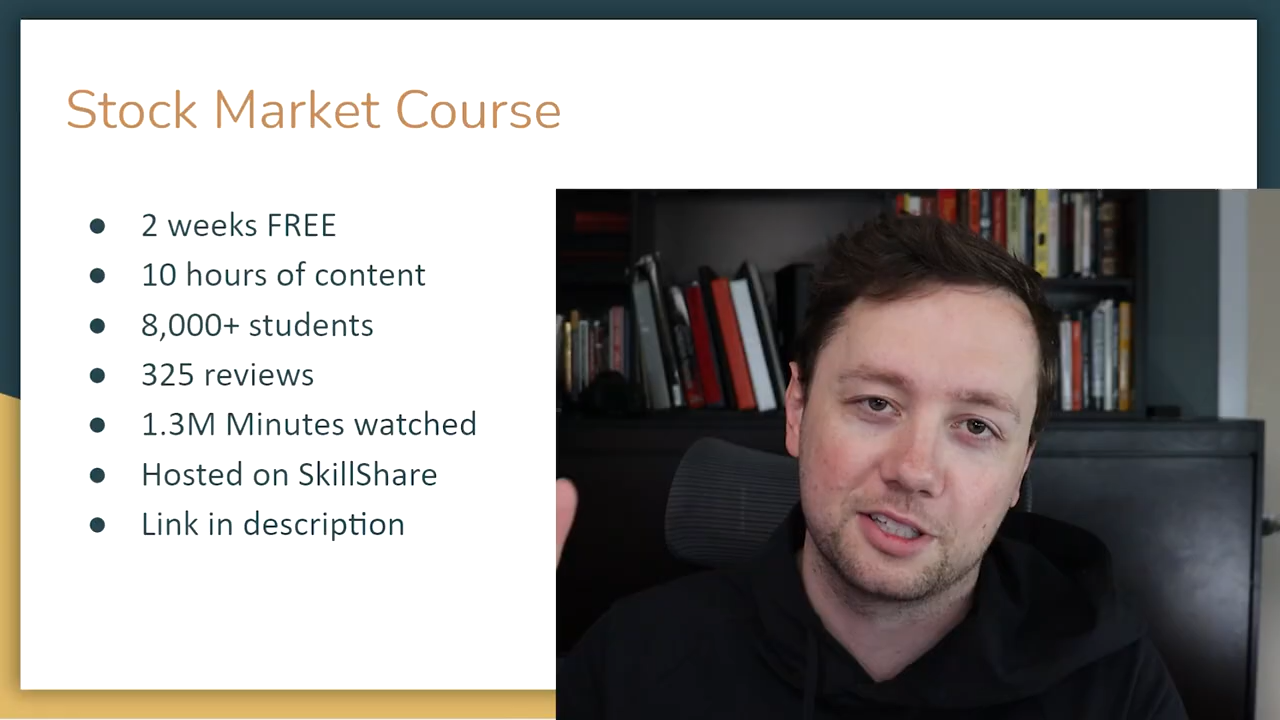 Stock Market Course
● 2 weeks FREE
● 10 hours of content
● 8,000+ students
● 325 reviews
● 1.3M Minutes watched
● Hosted on SkillShare
● Link in description